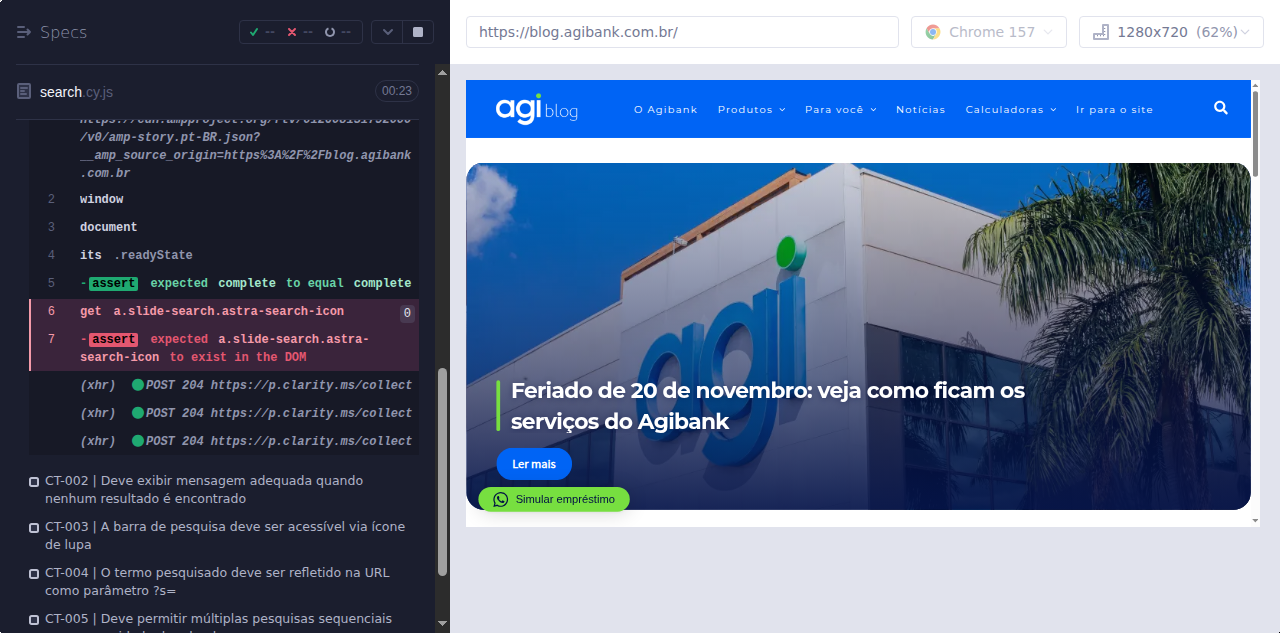 Specs
-- -- --
https://blog.agibank.com.br/
Chrome 157
1280x720 (62%)
search.cy.js
00:23
/v0/amp-story.pt-BR.json?
__amp_source_origin=https%3A%2F%2Fblog.agibank
.com.br
2 window
3 document
4 its .readyState
5 -assert expected complete to equal complete
6 get a.slide-search.astra-search-icon 0
7 -assert expected a.slide-search.astra-
search-icon to exist in the DOM
(xhr) POST 204 https://p.clarity.ms/collect
(xhr) POST 204 https://p.clarity.ms/collect
(xhr) POST 204 https://p.clarity.ms/collect
CT-002 | Deve exibir mensagem adequada quando
nenhum resultado é encontrado
CT-003 | A barra de pesquisa deve ser acessível via ícone
de lupa
CT-004 | O termo pesquisado deve ser refletido na URL
como parâmetro ?s=
CT-005 | Deve permitir múltiplas pesquisas sequenciais
agi blog
O Agibank Produtos Para você Notícias Calculadoras Ir para o site
agi
Feriado de 20 de novembro: veja como ficam os
serviços do Agibank
Ler mais
Simular empréstimo